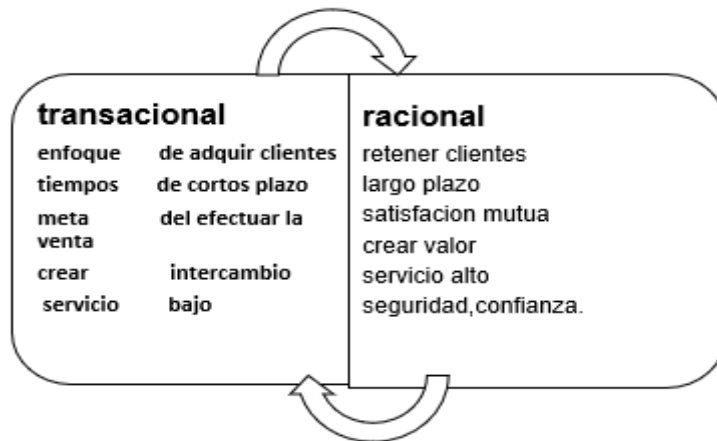 transacional
enfoque de adquir clientes
tiempos de cortos plazo
meta del efectuar la
venta
crear intercambio
servicio bajo
racional
retener clientes
largo plazo
satisfacion mutua
crear valor
servicio alto
seguridad,confianza.